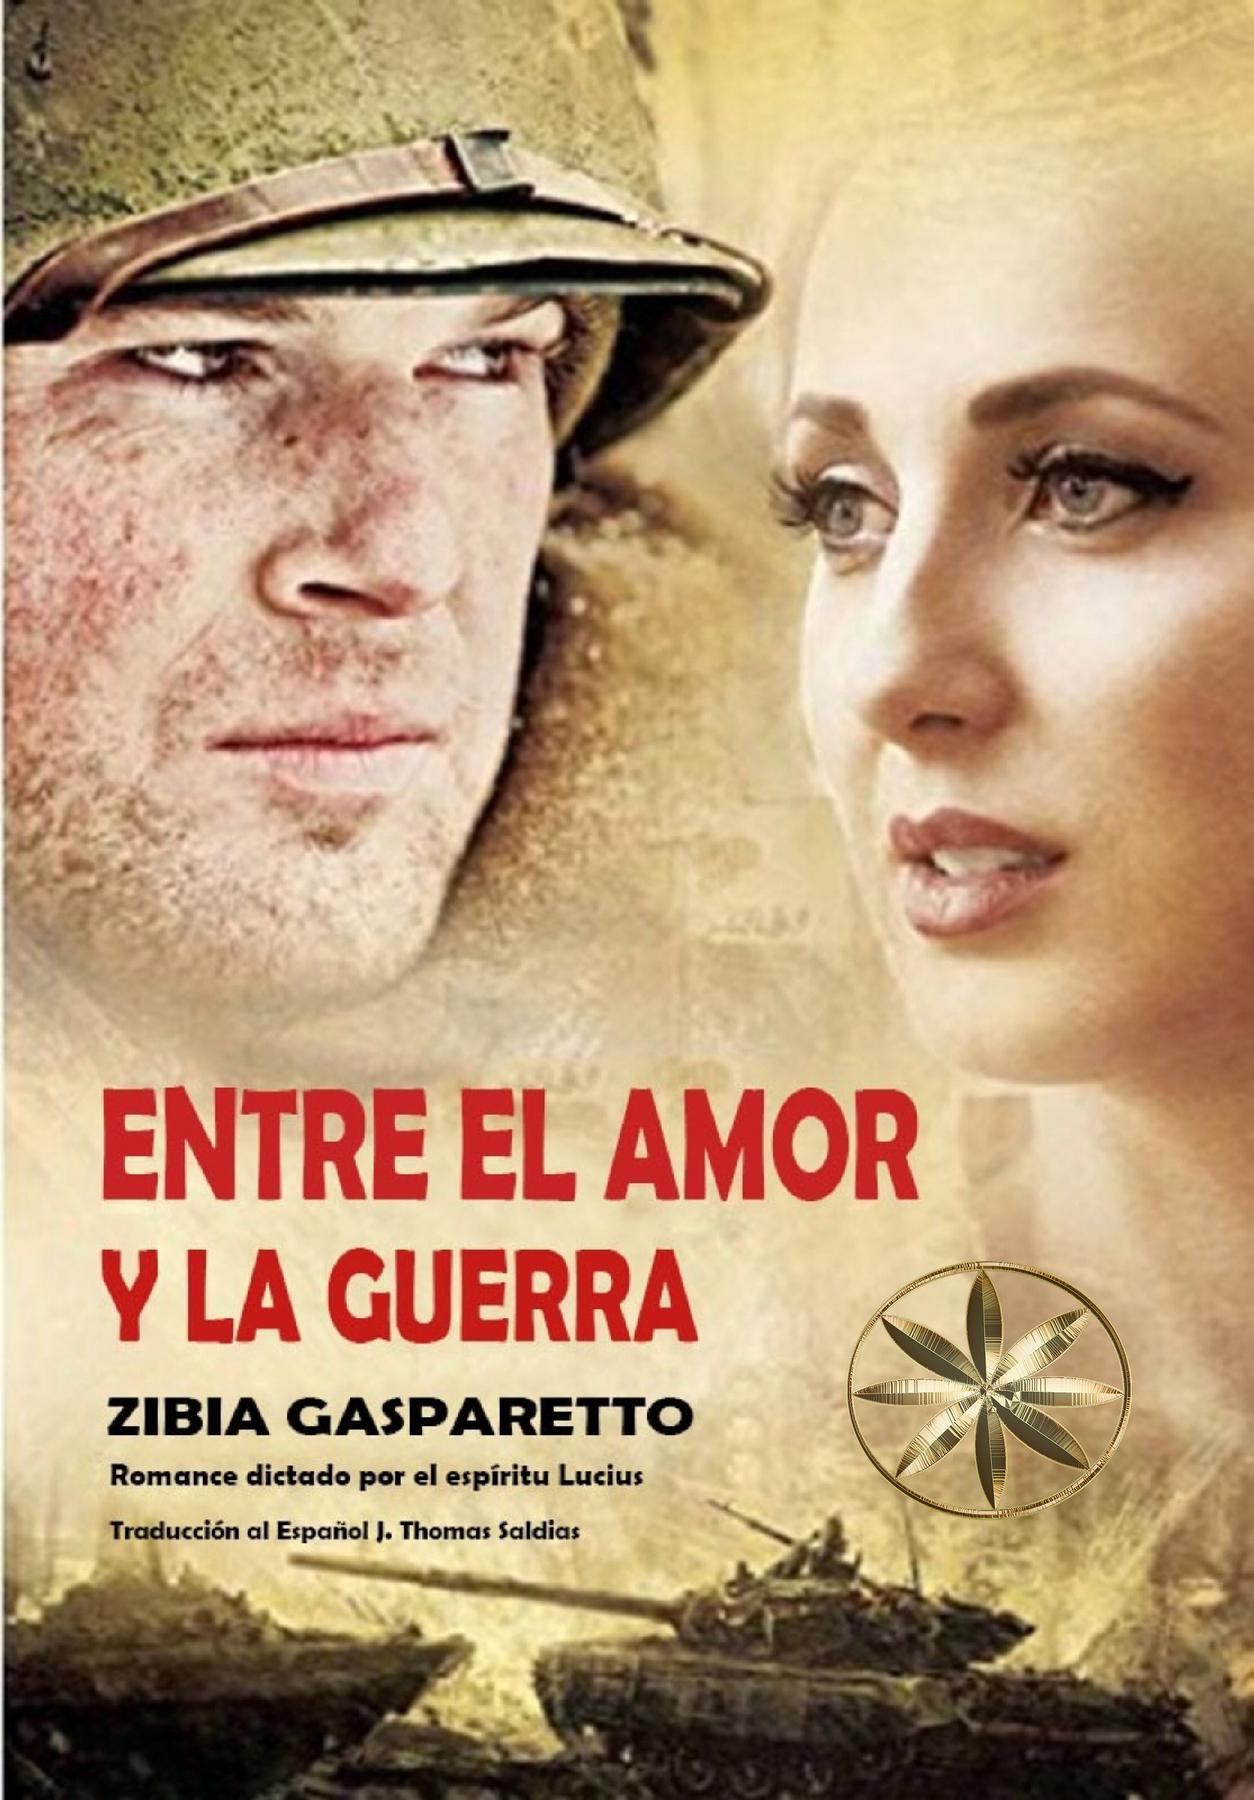 ENTRE EL AMOR
Y LA GUERRA
ZIBIA GASPARETTO
Romance dictado por el espíritu Lucius
Traducción al Español J. Thomas Saldias